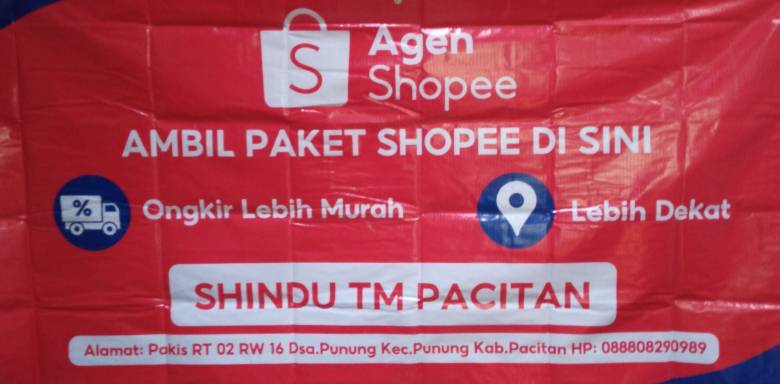 S
Agen
Shopee
AMBIL PAKET SHOPEE DI SINI
% Ongkir Lebih Murah
Lebih Dekat
SHINDU TM PACITAN
Alamat: Pakis RT 02 RW 16 Dsa.Punung Kec.Punung Kab.Pacitan HP: 088808290989